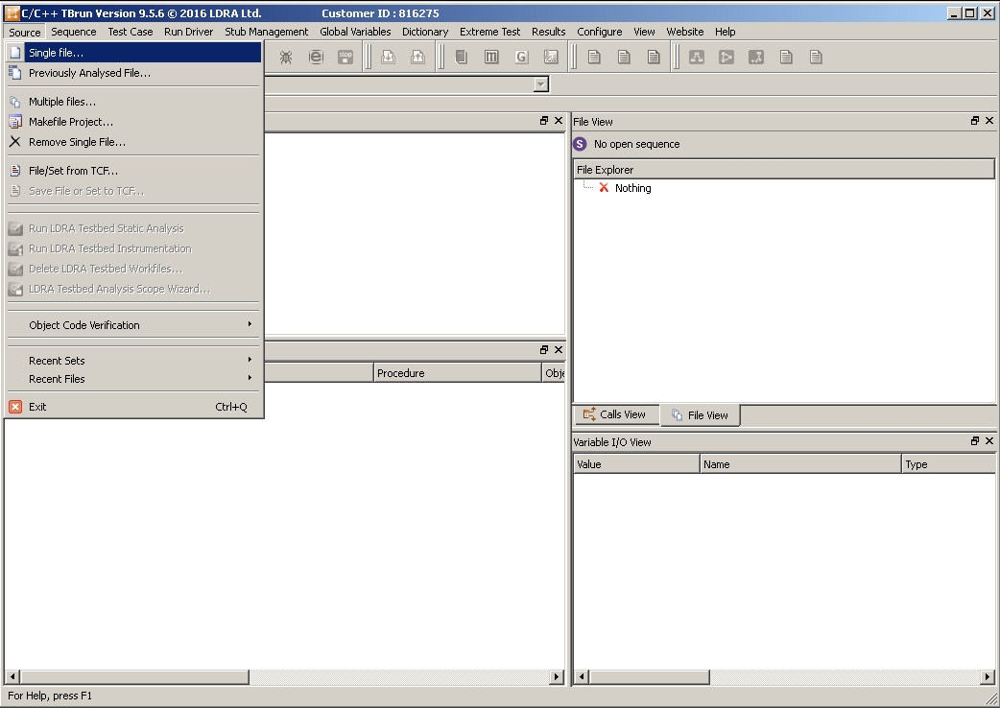 C/C++ TBrun Version 9.5.6 © 2016 LDRA Ltd. Customer ID : 816275
Source Sequence Test Case Run Driver Stub Management Global Variables Dictionary Extreme Test Results Configure View Website Help
Single file...
Previously Analysed File...
Multiple files...
Makefile Project...
Remove Single File...
File/Set from TCF...
Save File or Set to TCF...
Run LDRA Testbed Static Analysis
Run LDRA Testbed Instrumentation
Delete LDRA Testbed Workfiles...
LDRA Testbed Analysis Scope Wizard...
Object Code Verification
Recent Sets
Recent Files
Exit Ctrl+Q
e
STOP
m
G
Procedure
Obje
File View
S No open sequence
File Explorer
Nothing
Calls View File View
Variable I/O View
Value Name Type
For Help, press F1